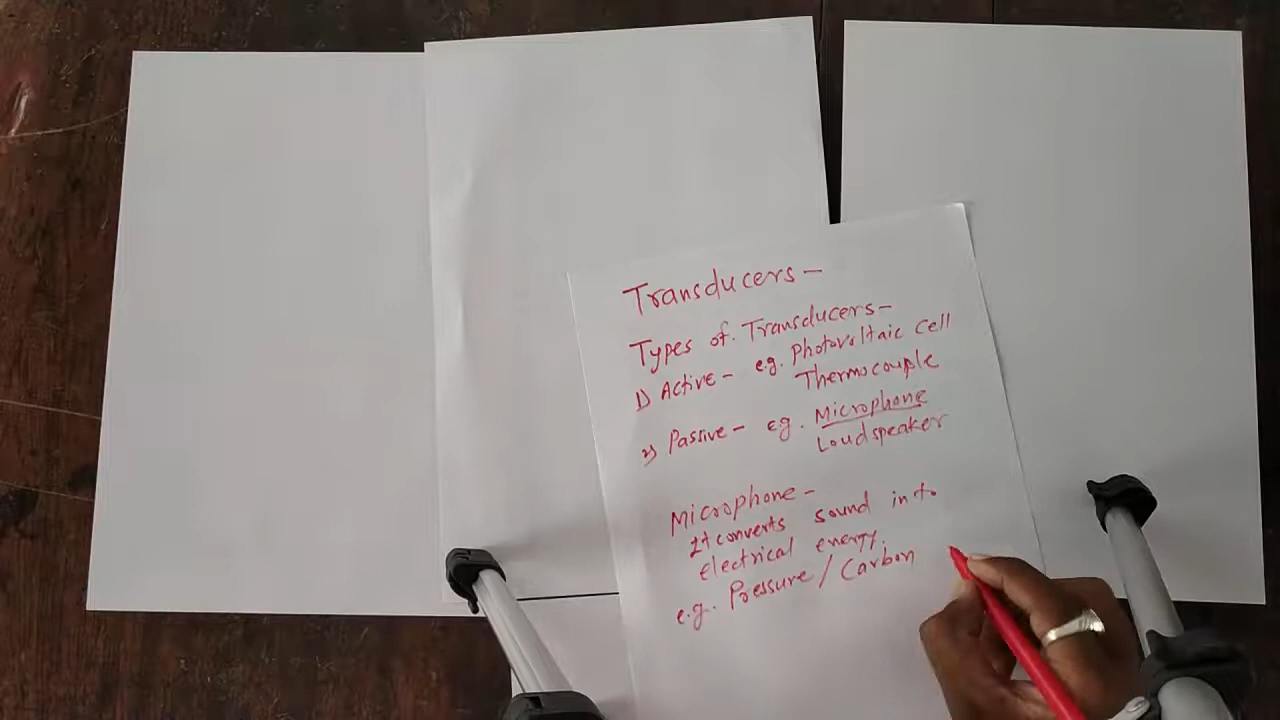 Transducers -
Types of Transducers -
1) Active - e.g. Photovoltaic Cell
Thermocouple
2) Passive - eg. Microphone
Loudspeaker
Microphone -
It converts sound into
electrical energy.
e.g. Pressure / Carbon